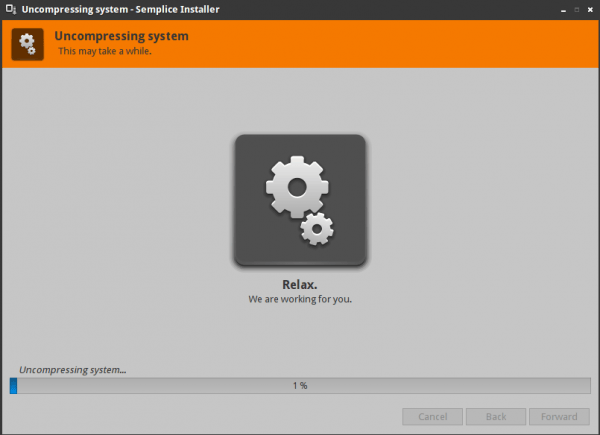 Uncompressing system - Semplice Installer
Uncompressing system
This may take a while.
Relax.
We are working for you.
Uncompressing system...
1 %
Cancel Back Forward